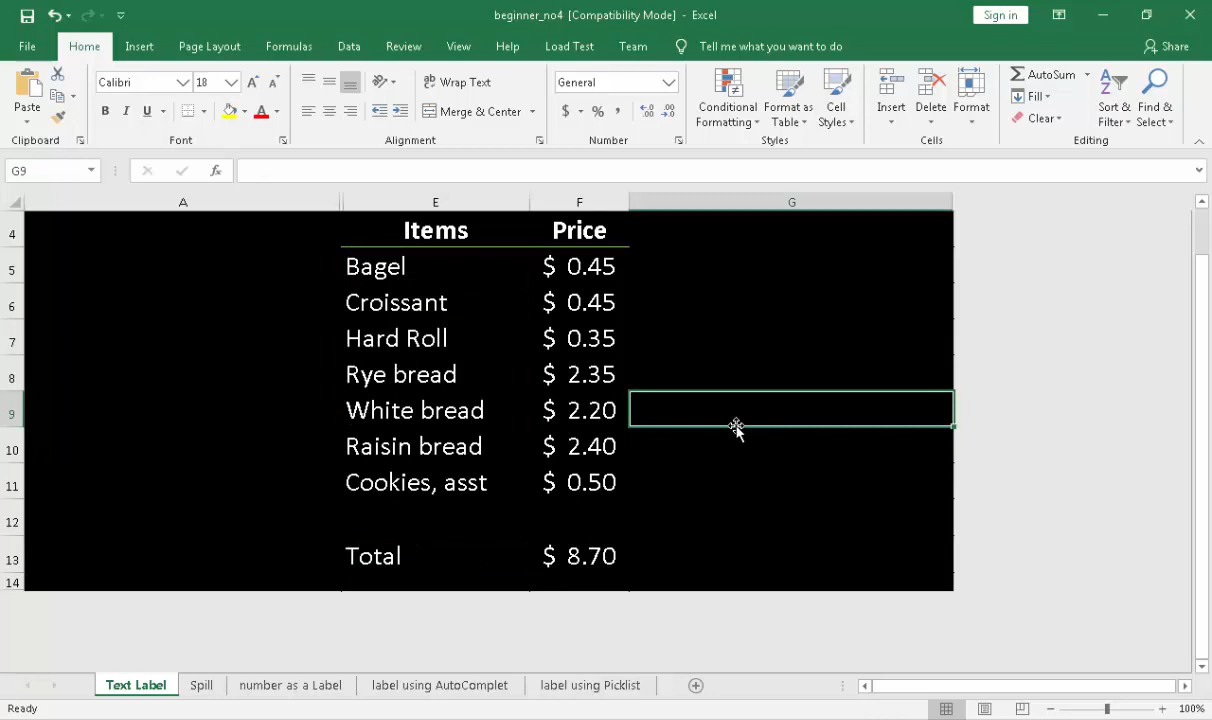 beginner_no4 [Compatibility Mode] - Excel
Sign in
File Home Insert Page Layout Formulas Data Review View Help Load Test Team Tell me what you want to do Share
Paste
Calibri 18
Wrap Text
General
Conditional Formatting
Format as Table
Cell Styles
Insert
Delete
Format
AutoSum
Fill
Clear
Sort & Filter
Find & Select
B I U A
Merge & Center
$ % ,
Clipboard Font Alignment Number Styles Cells Editing
G9 fx
A E F G
4 Items Price
5 Bagel $ 0.45
6 Croissant $ 0.45
7 Hard Roll $ 0.35
8 Rye bread $ 2.35
9 White bread $ 2.20
10 Raisin bread $ 2.40
11 Cookies, asst $ 0.50
12
13 Total $ 8.70
14
Text Label Spill number as a Label label using AutoComplet label using Picklist
Ready 100%